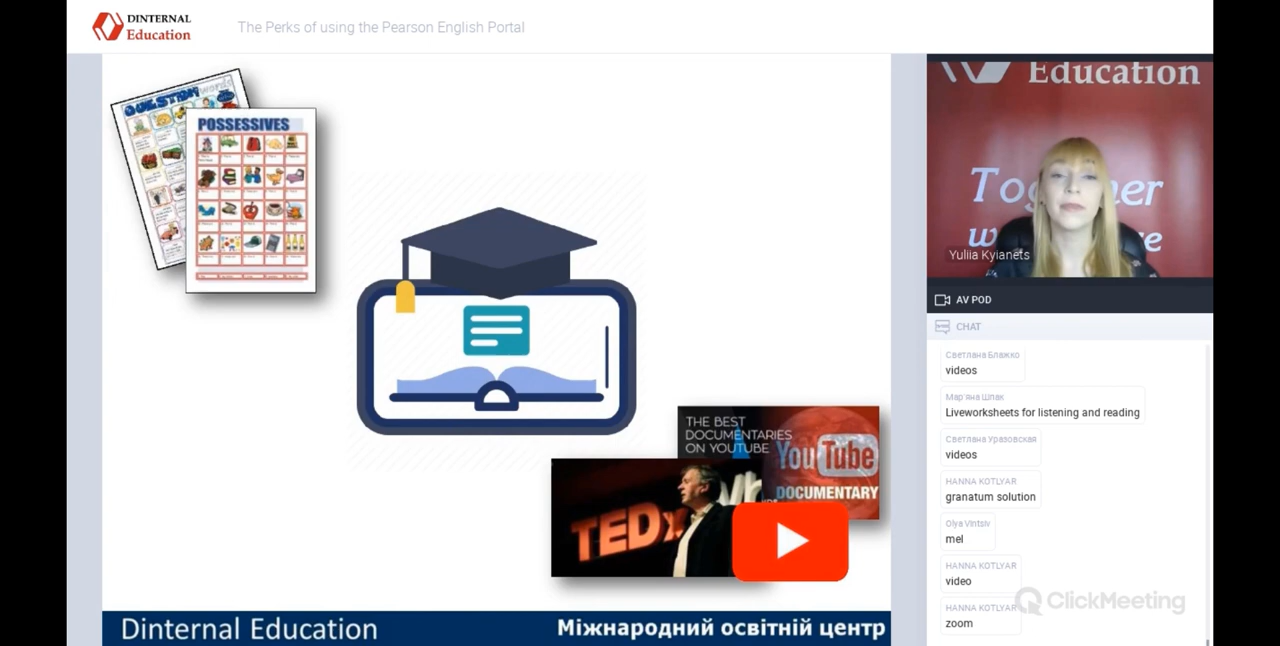 DINTERNAL
Education
The Perks of using the Pearson English Portal
QUESTION words
POSSESSIVES
THE BEST
DOCUMENTARIES
ON YOUTUBE
YouTube
DOCUMENTARY
TEDx
Dinternal Education
Міжнародний освітній центр
Education
Yuliia Kyianets
AV POD
CHAT
Светлана Блажко
videos
Мар'яна Шпак
Liveworksheets for listening and reading
Светлана Уразовская
videos
HANNA KOTLYAR
granatum solution
Olya Vintsiv
mel
HANNA KOTLYAR
video
HANNA KOTLYAR
zoom
ClickMeeting